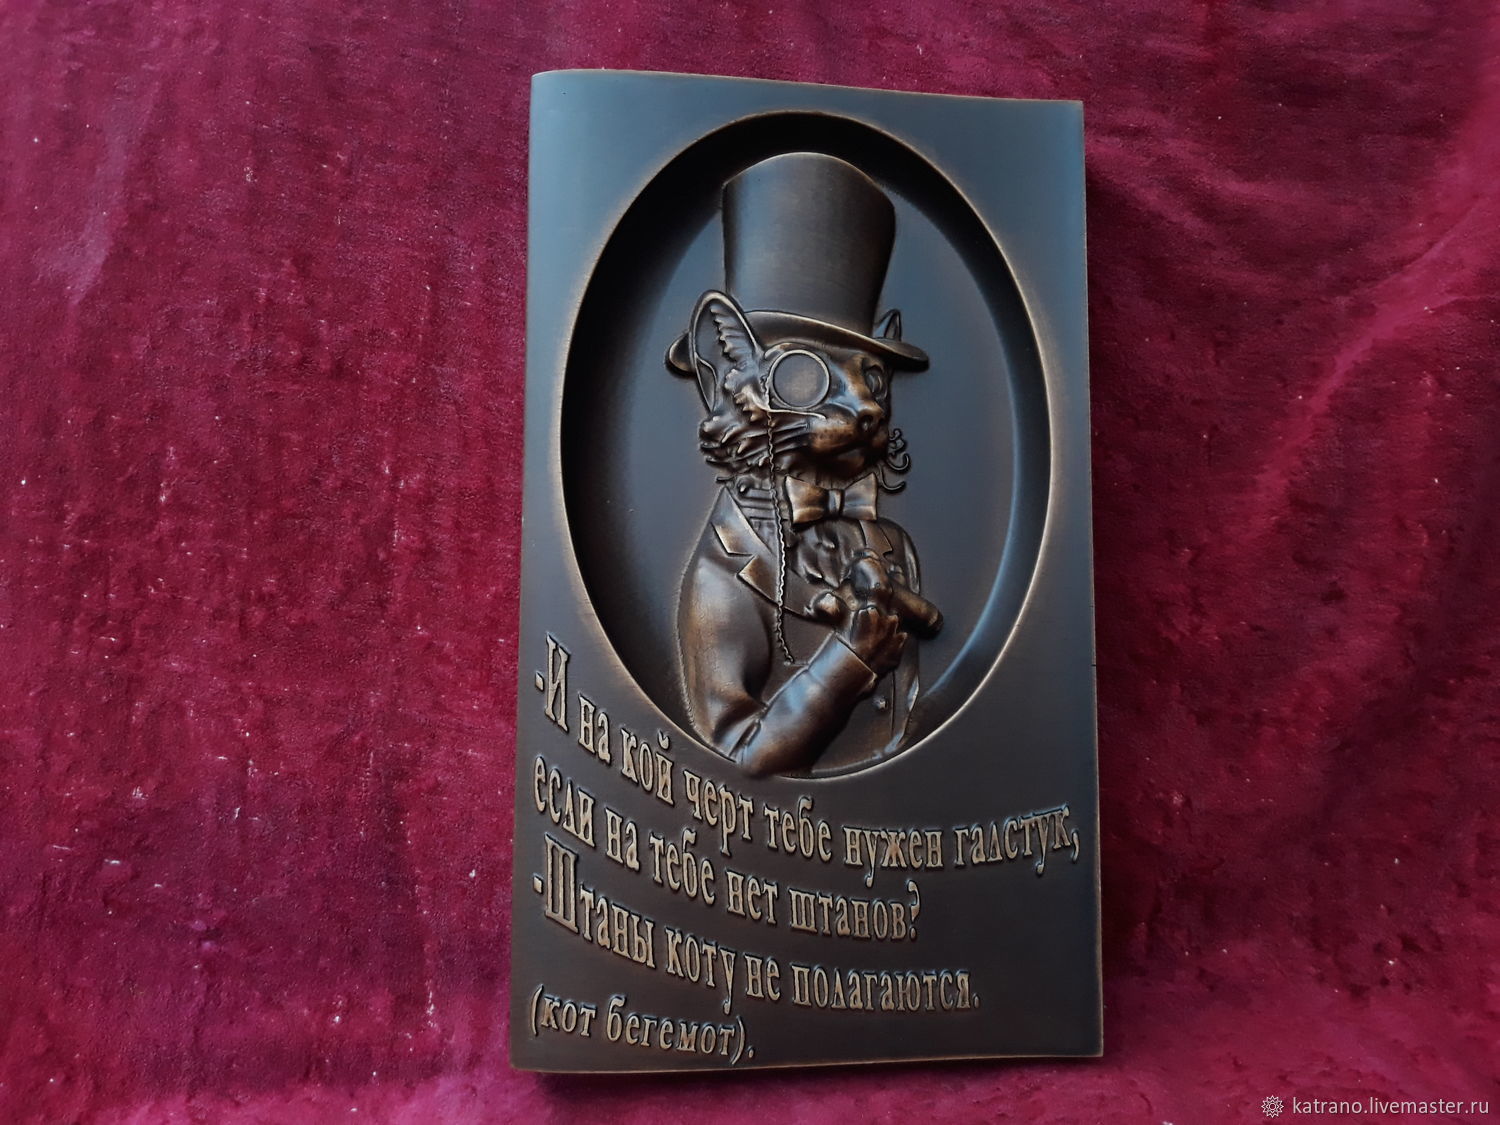 -И на кой черт тебе нужен галстук,
если на тебе нет штанов?
-Штаны коту не полагаются.
(кот бегемот).
katrano.livemaster.ru